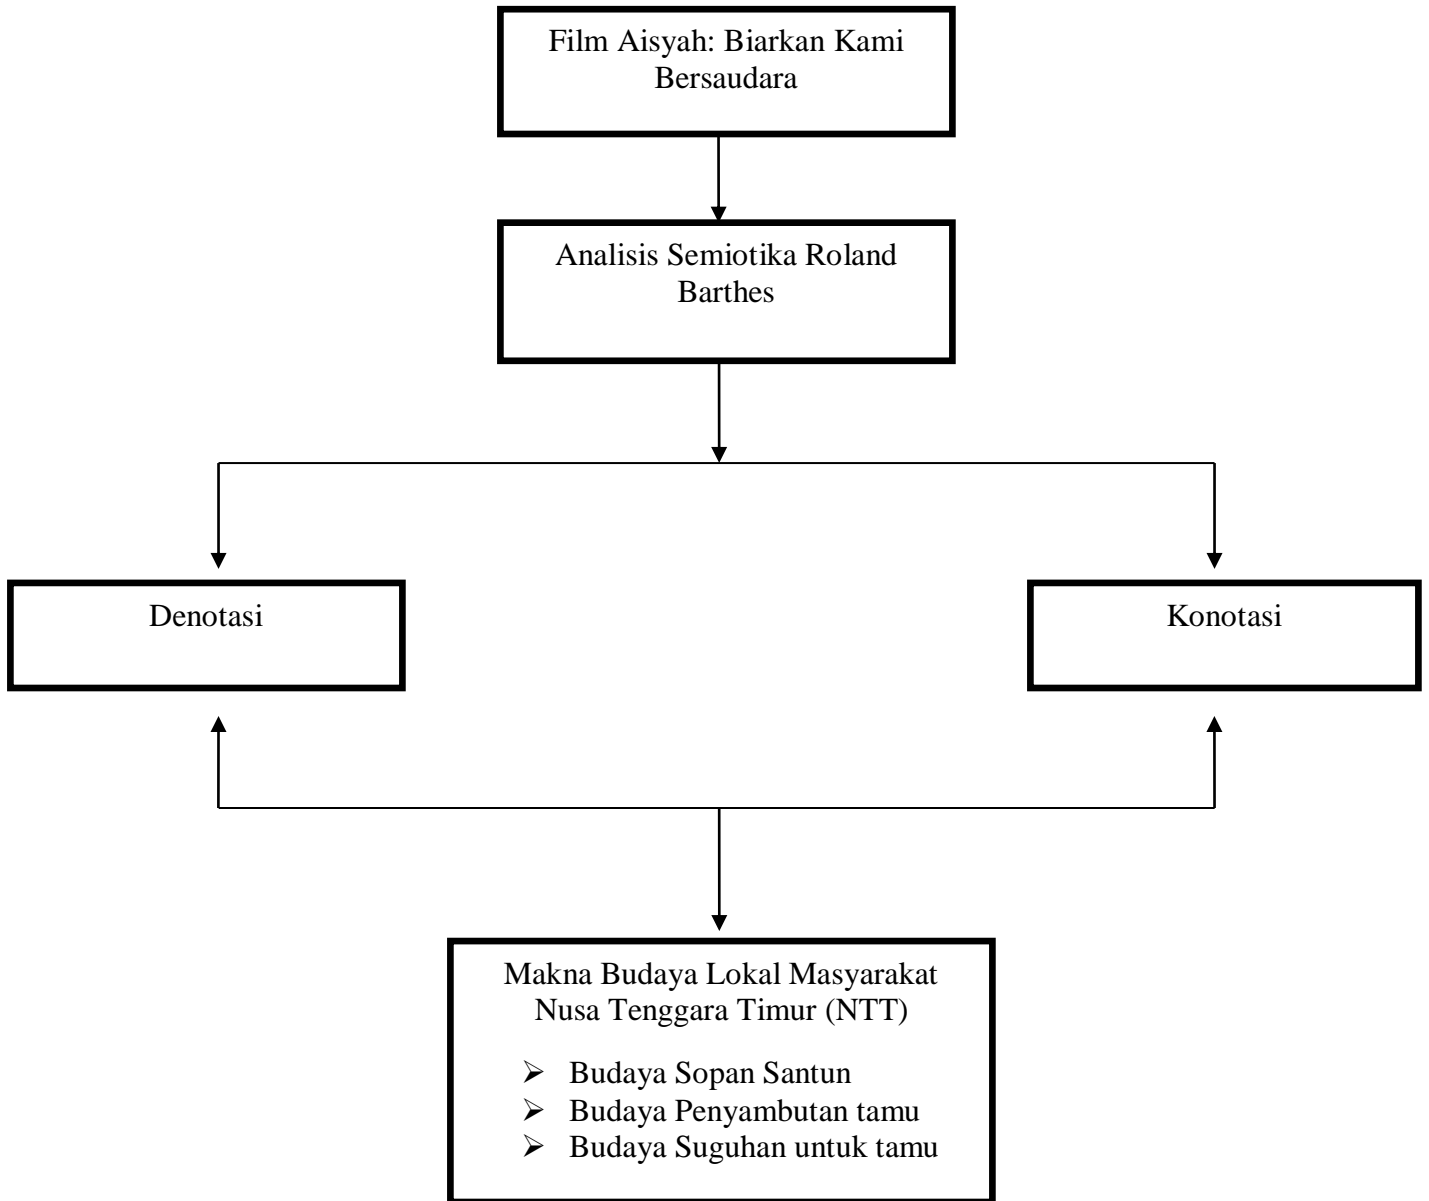 Film Aisyah: Biarkan Kami
Bersaudara
Analisis Semiotika Roland
Barthes
Denotasi
Konotasi
Makna Budaya Lokal Masyarakat
Nusa Tenggara Timur (NTT)
➢ Budaya Sopan Santun
➢ Budaya Penyambutan tamu
➢ Budaya Suguhan untuk tamu